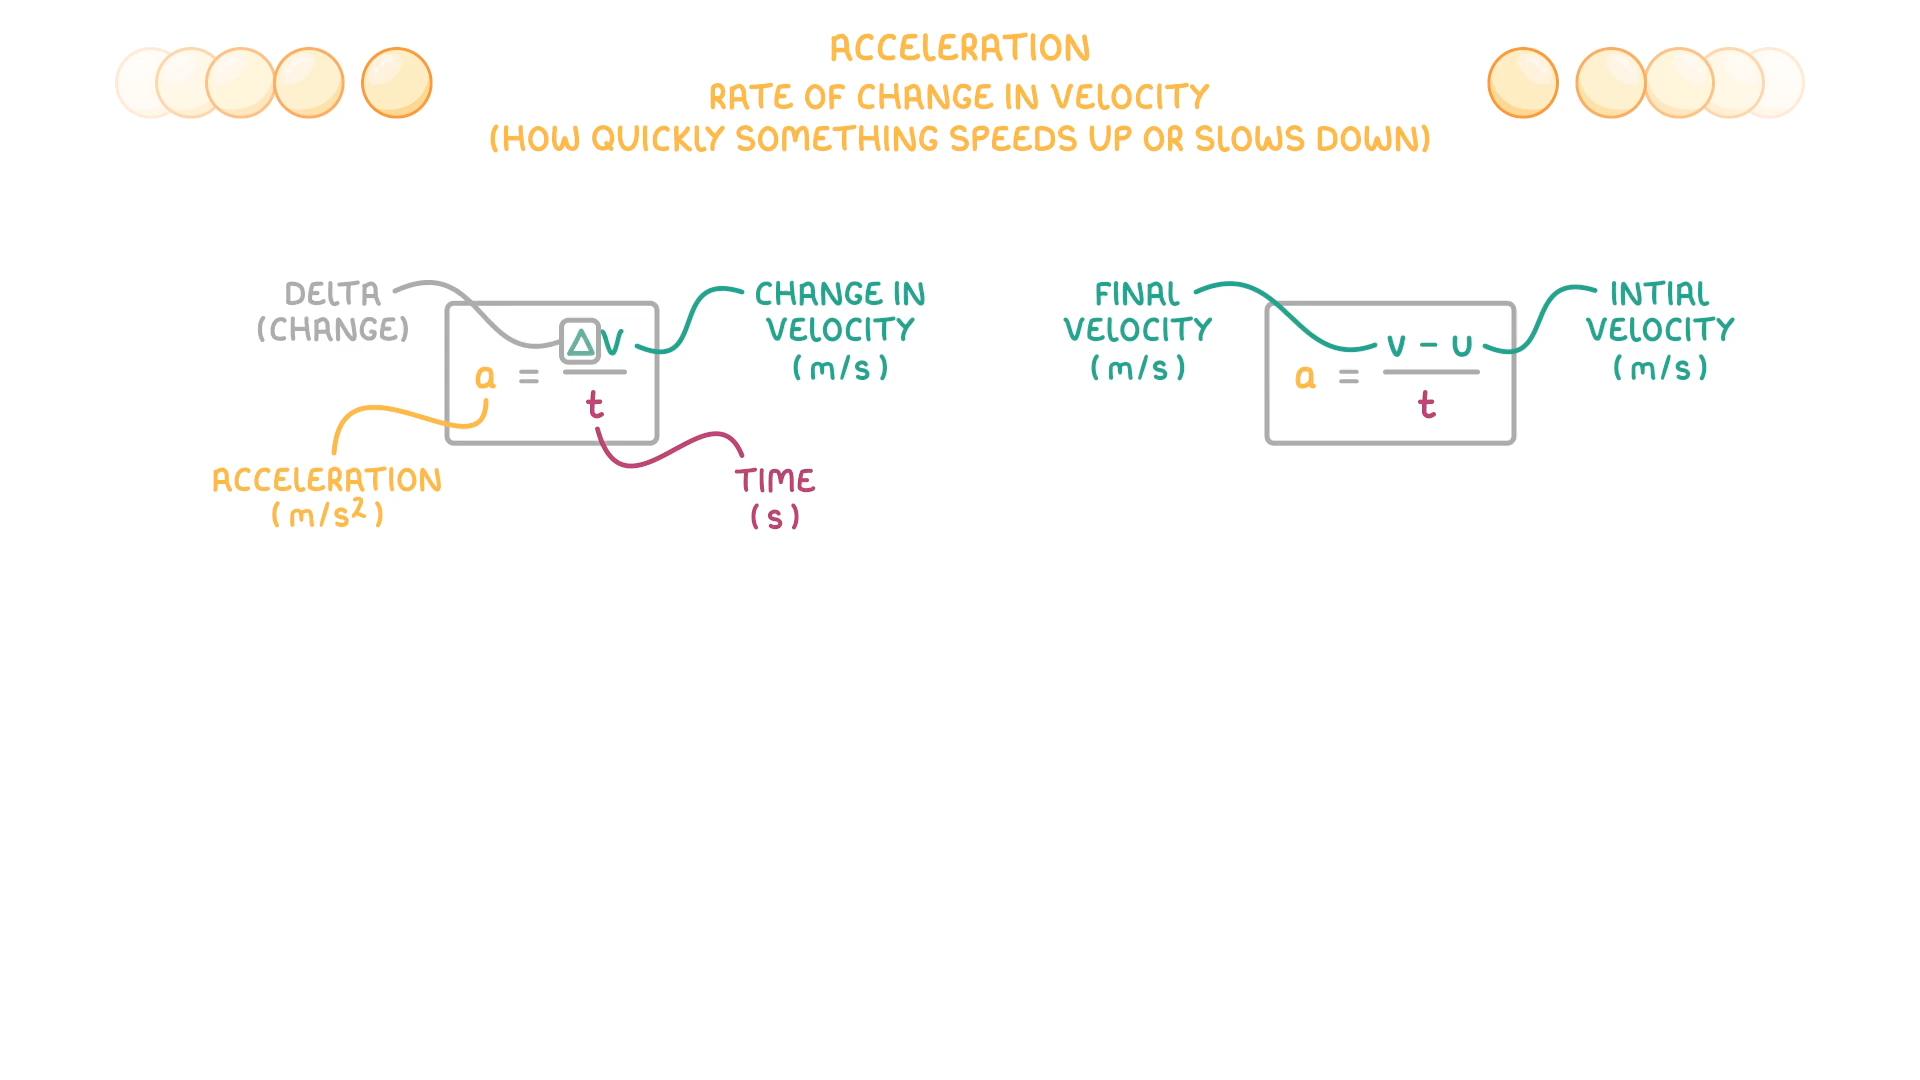 ACCELERATION
RATE OF CHANGE IN VELOCITY
(HOW QUICKLY SOMETHING SPEEDS UP OR SLOWS DOWN)
DELTA
(CHANGE)
a = ΔV / t
CHANGE IN
VELOCITY
(m/s)
ACCELERATION
(m/s²)
TIME
(s)
FINAL
VELOCITY
(m/s)
a = v - u / t
INTIAL
VELOCITY
(m/s)